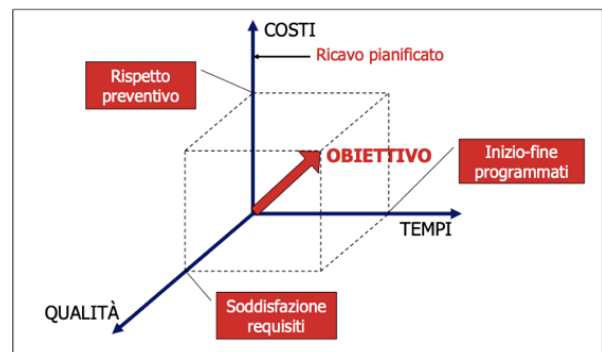 COSTI
Ricavo pianificato
Rispetto
preventivo
OBIETTIVO
Inizio-fine
programmati
TEMPI
QUALITÀ
Soddisfazione
requisiti